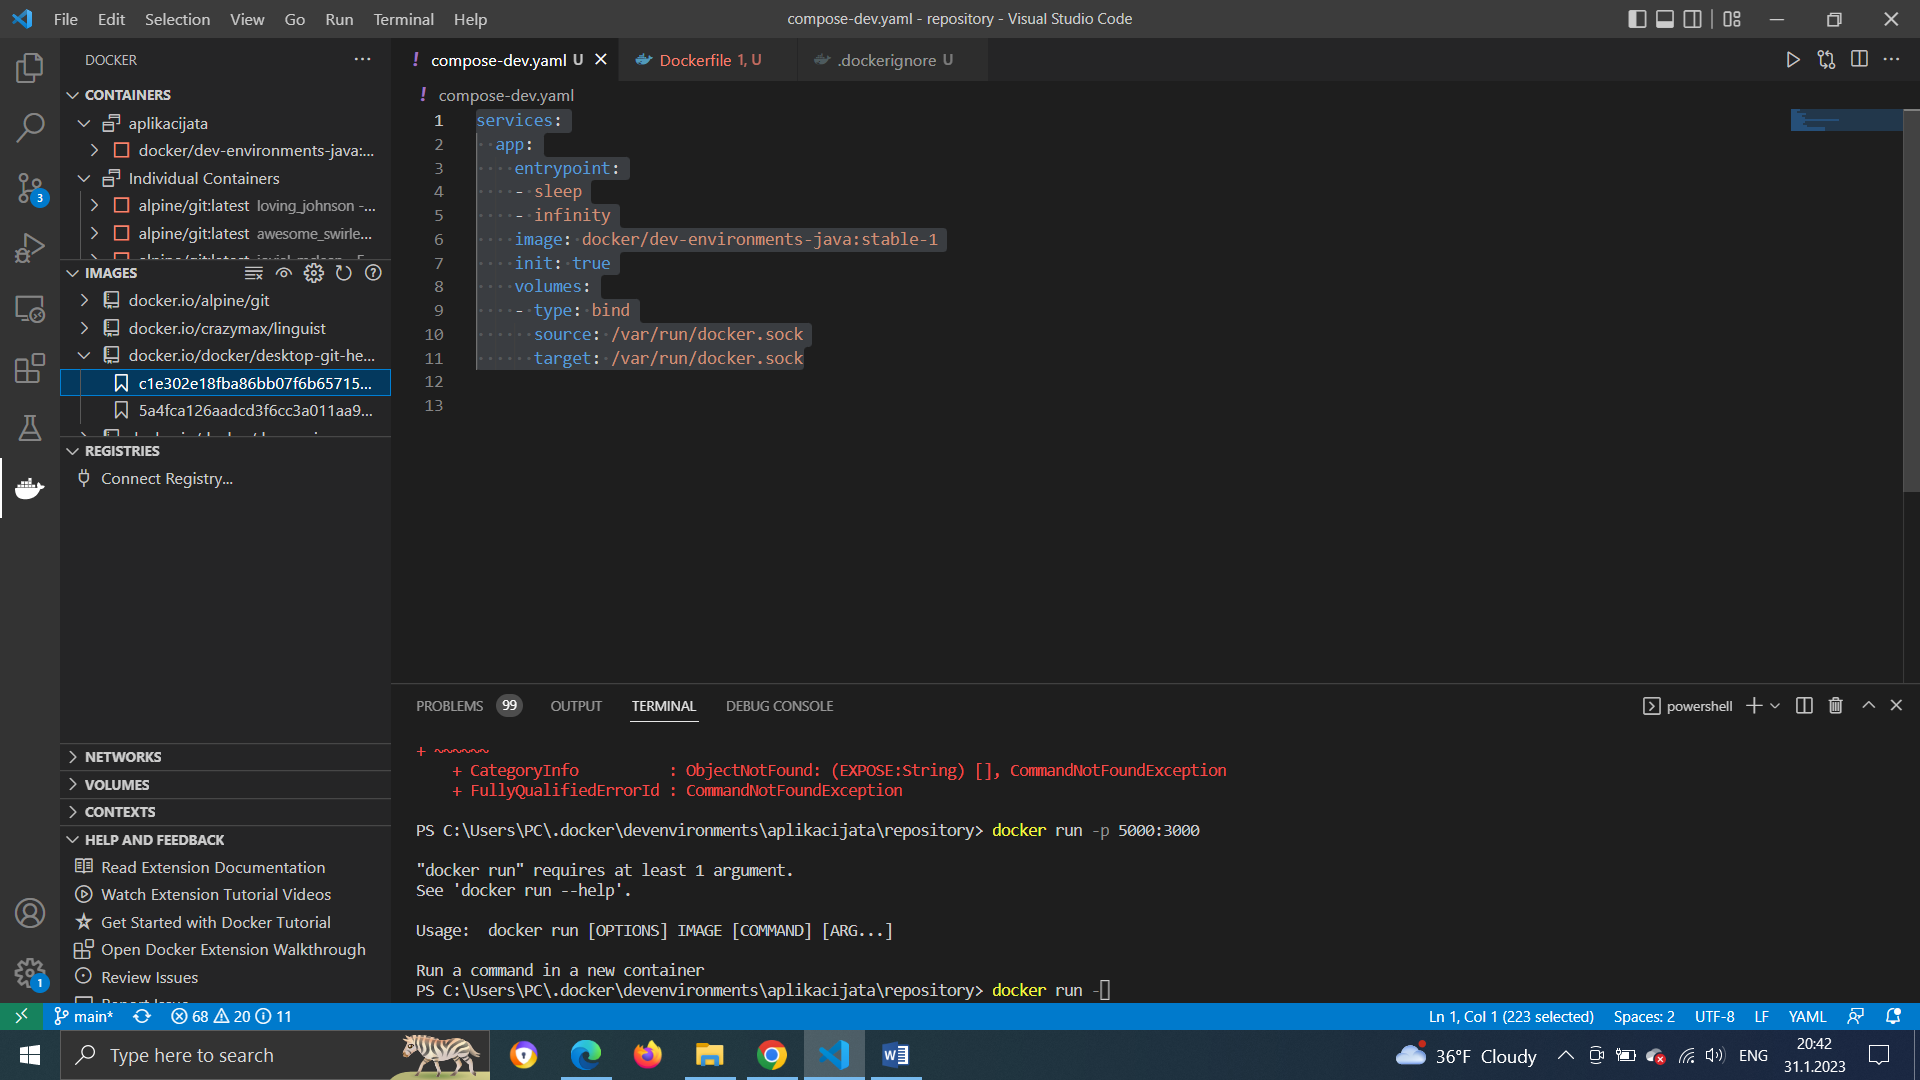 File Edit Selection View Go Run Terminal Help
compose-dev.yaml - repository - Visual Studio Code
DOCKER
CONTAINERS
aplikacijata
docker/dev-environments-java:...
Individual Containers
alpine/git:latest loving_johnson -...
alpine/git:latest awesome_swirle...
IMAGES
docker.io/alpine/git
docker.io/crazymax/linguist
docker.io/docker/desktop-git-he...
c1e302e18fba86bb07f6b65715...
5a4fca126aadcd3f6cc3a011aa9...
REGISTRIES
Connect Registry...
NETWORKS
VOLUMES
CONTEXTS
HELP AND FEEDBACK
Read Extension Documentation
Watch Extension Tutorial Videos
Get Started with Docker Tutorial
Open Docker Extension Walkthrough
Review Issues
3
1
compose-dev.yaml U
Dockerfile 1, U
.dockerignore U
! compose-dev.yaml
1 services:
2 app:
3 entrypoint:
4 - sleep
5 - infinity
6 image: docker/dev-environments-java:stable-1
7 init: true
8 volumes:
9 - type: bind
10 source: /var/run/docker.sock
11 target: /var/run/docker.sock
12
13
PROBLEMS 99 OUTPUT TERMINAL DEBUG CONSOLE
powershell
+ ~~~~~~
+ CategoryInfo : ObjectNotFound: (EXPOSE:String) [], CommandNotFoundException
+ FullyQualifiedErrorId : CommandNotFoundException
PS C:\Users\PC\.docker\devenvironments\aplikacijata\repository> docker run -p 5000:3000
"docker run" requires at least 1 argument.
See 'docker run --help'.
Usage: docker run [OPTIONS] IMAGE [COMMAND] [ARG...]
Run a command in a new container
PS C:\Users\PC\.docker\devenvironments\aplikacijata\repository> docker run -
main* 68 20 11
Ln 1, Col 1 (223 selected) Spaces: 2 UTF-8 LF YAML
Type here to search
36°F Cloudy
ENG
20:42
31.1.2023